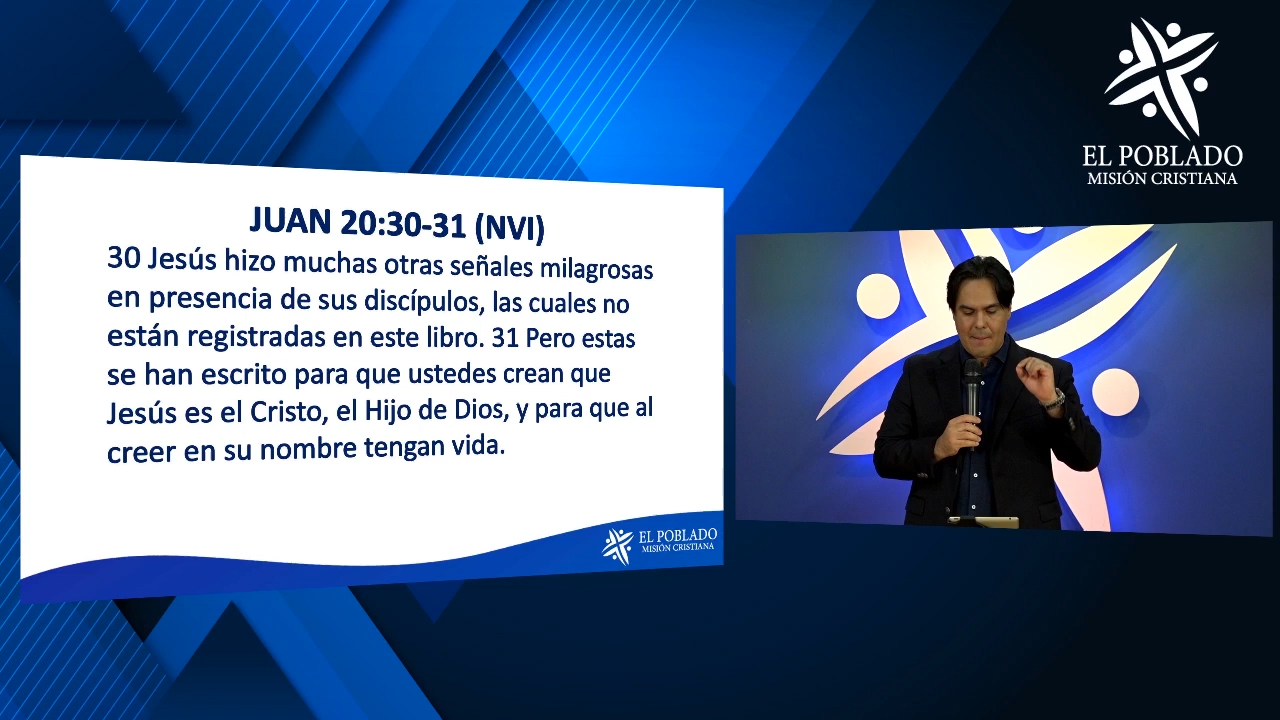 EL POBLADO
MISIÓN CRISTIANA
JUAN 20:30-31 (NVI)
30 Jesús hizo muchas otras señales milagrosas
en presencia de sus discípulos, las cuales no
están registradas en este libro. 31 Pero estas
se han escrito para que ustedes crean que
Jesús es el Cristo, el Hijo de Dios, y para que al
creer en su nombre tengan vida.
EL POBLADO
MISIÓN CRISTIANA